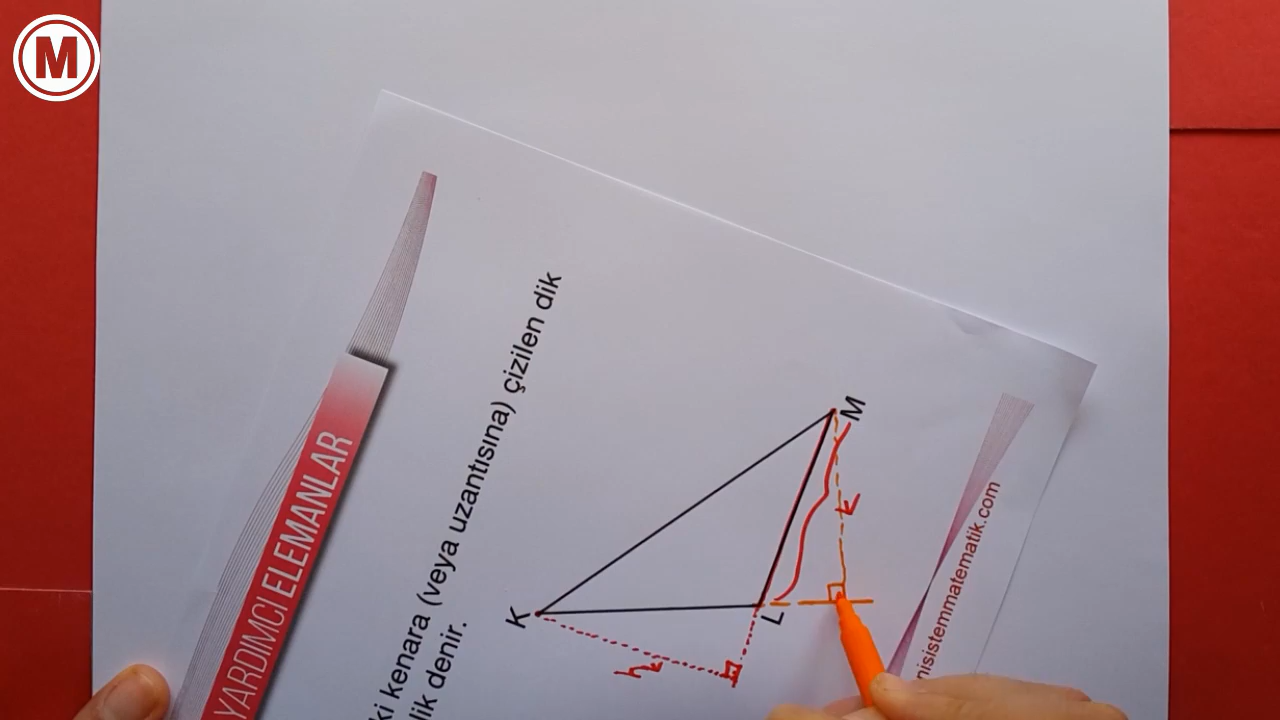 M
YARDIMCI ELEMANLAR
ki kenara (veya uzantısına) çizilen dik
lik denir.
K
M
L
h
k
nisistemmatematik.com